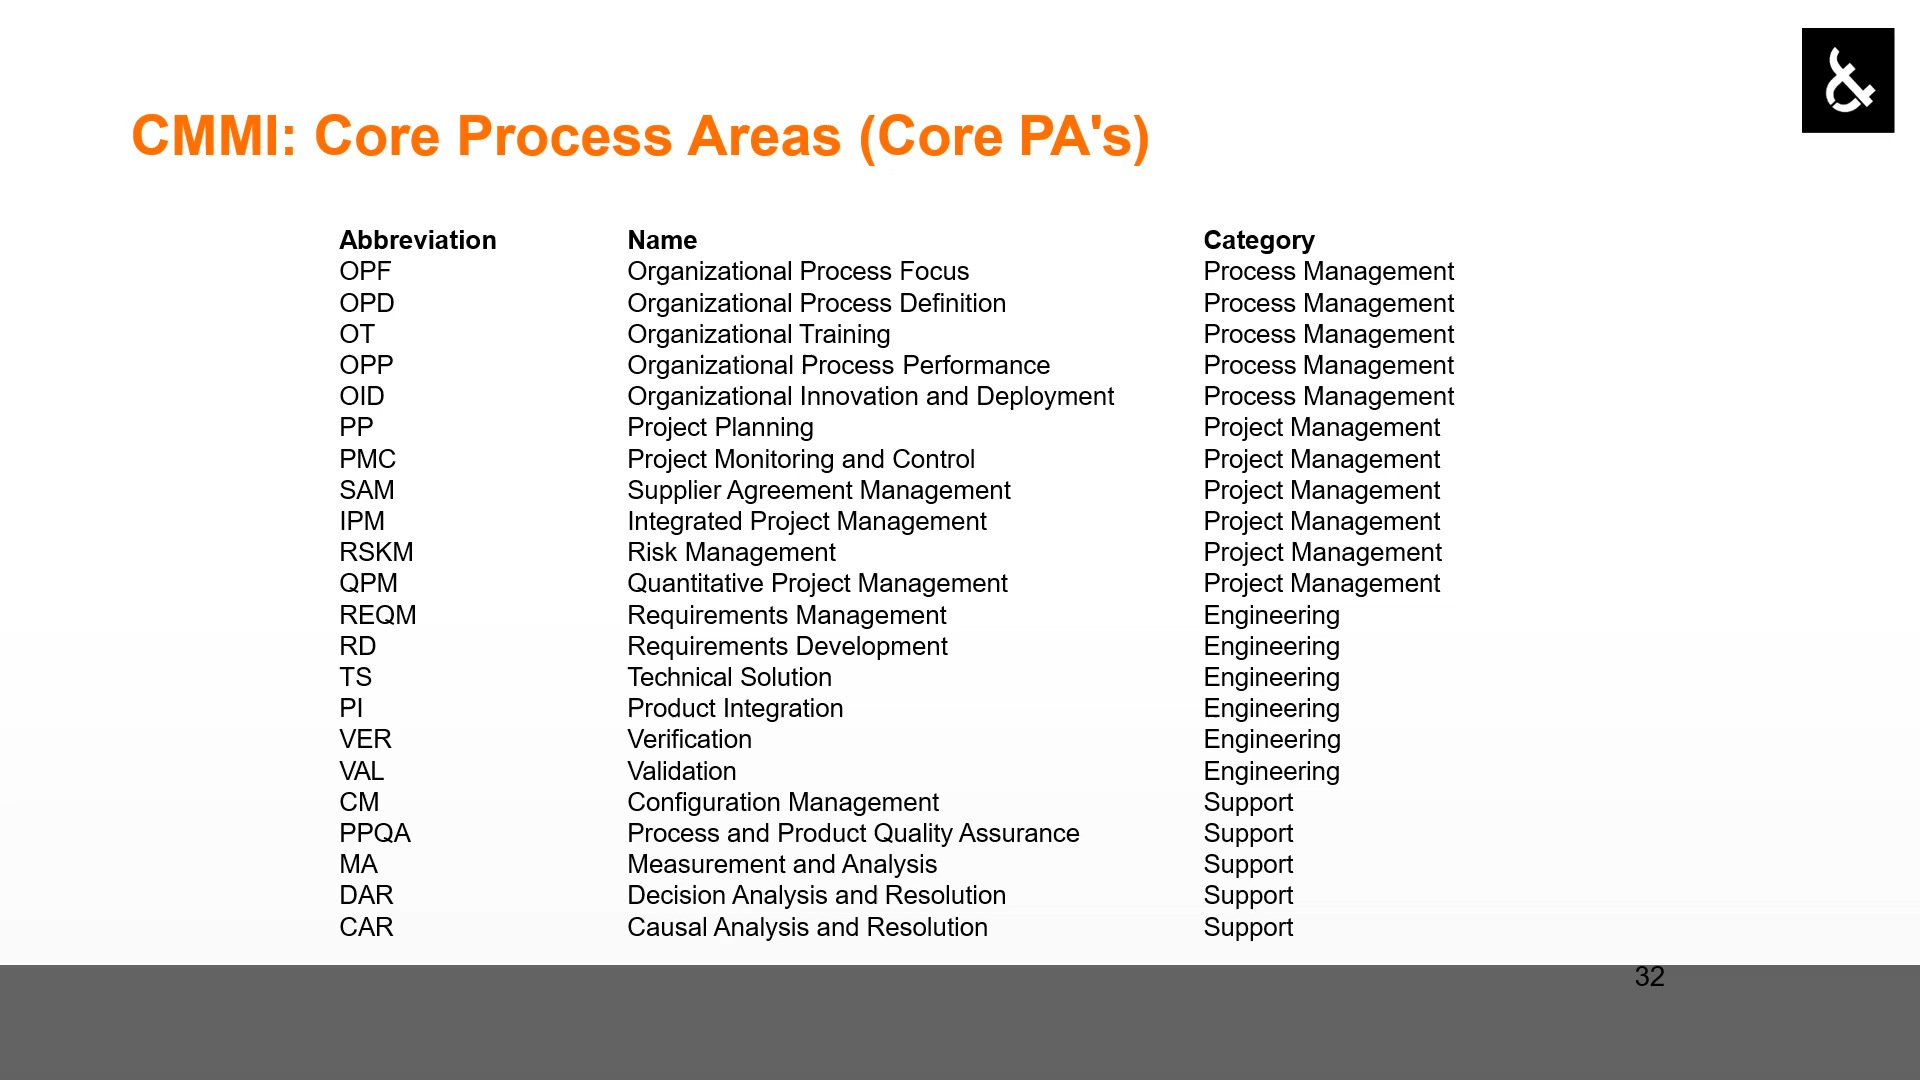 &
CMMI: Core Process Areas (Core PA's)
Abbreviation Name Category
OPF Organizational Process Focus Process Management
OPD Organizational Process Definition Process Management
OT Organizational Training Process Management
OPP Organizational Process Performance Process Management
OID Organizational Innovation and Deployment Process Management
PP Project Planning Project Management
PMC Project Monitoring and Control Project Management
SAM Supplier Agreement Management Project Management
IPM Integrated Project Management Project Management
RSKM Risk Management Project Management
QPM Quantitative Project Management Project Management
REQM Requirements Management Engineering
RD Requirements Development Engineering
TS Technical Solution Engineering
PI Product Integration Engineering
VER Verification Engineering
VAL Validation Engineering
CM Configuration Management Support
PPQA Process and Product Quality Assurance Support
MA Measurement and Analysis Support
DAR Decision Analysis and Resolution Support
CAR Causal Analysis and Resolution Support
32